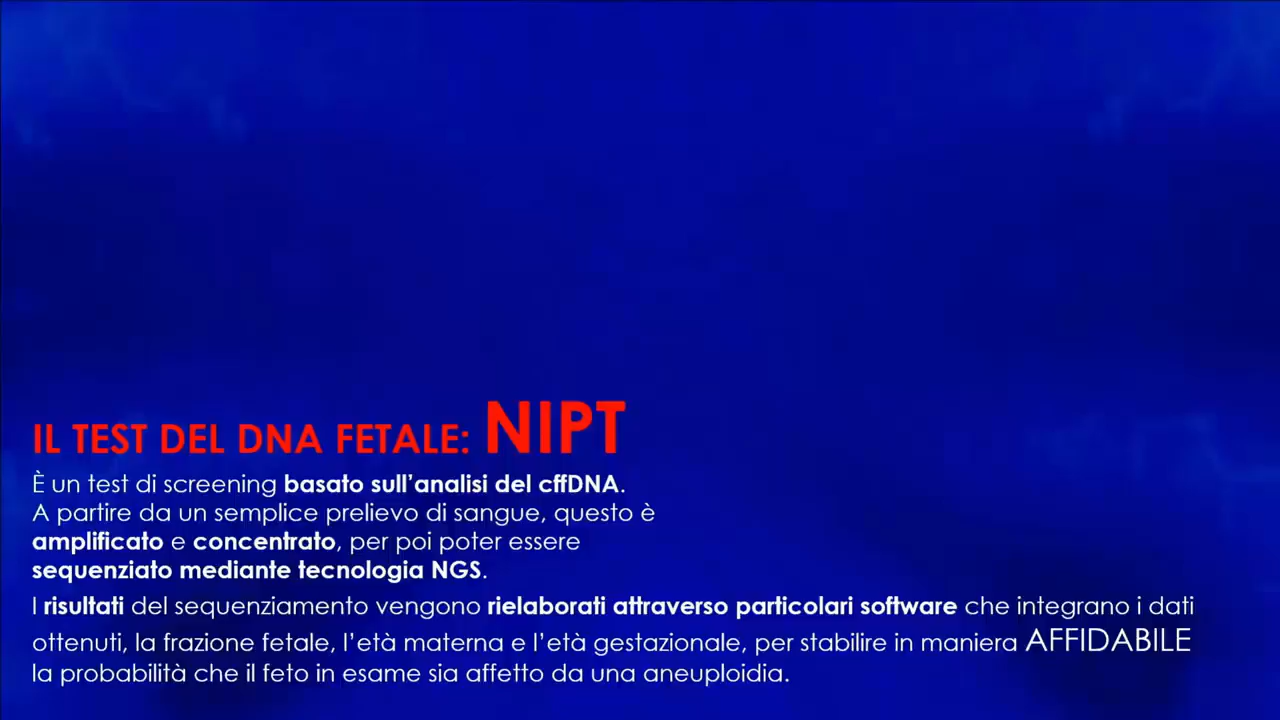 IL TEST DEL DNA FETALE: NIPT
È un test di screening basato sull’analisi del cffDNA.
A partire da un semplice prelievo di sangue, questo è
amplificato e concentrato, per poi poter essere
sequenziato mediante tecnologia NGS.
I risultati del sequenziamento vengono rielaborati attraverso particolari software che integrano i dati
ottenuti, la frazione fetale, l’età materna e l’età gestazionale, per stabilire in maniera AFFIDABILE
la probabilità che il feto in esame sia affetto da una aneuploidia.